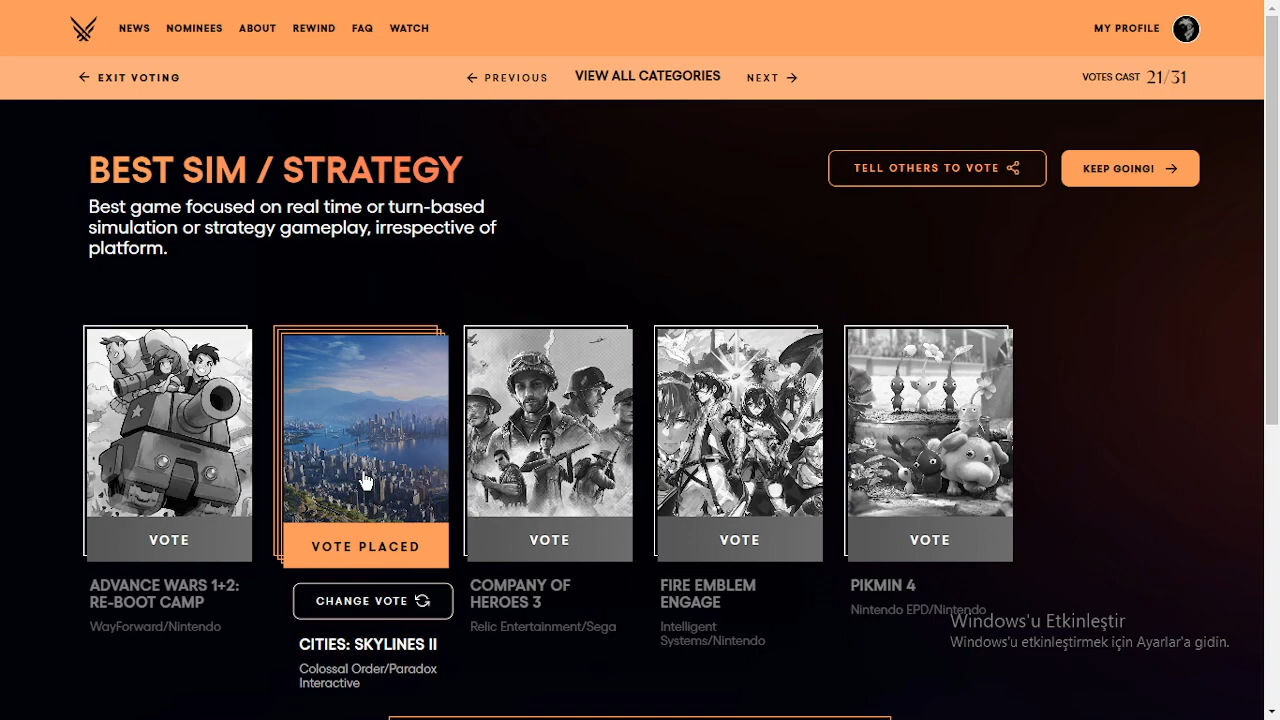 NEWS NOMINEES ABOUT REWIND FAQ WATCH MY PROFILE
EXIT VOTING PREVIOUS VIEW ALL CATEGORIES NEXT VOTES CAST 21/31
BEST SIM / STRATEGY
TELL OTHERS TO VOTE KEEP GOING!
Best game focused on real time or turn-based
simulation or strategy gameplay, irrespective of
platform.
VOTE
VOTE PLACED
VOTE
VOTE
VOTE
ADVANCE WARS 1+2:
RE-BOOT CAMP
WayForward/Nintendo
CHANGE VOTE
CITIES: SKYLINES II
Colossal Order/Paradox
Interactive
COMPANY OF
HEROES 3
Relic Entertainment/Sega
FIRE EMBLEM
ENGAGE
Intelligent
Systems/Nintendo
PIKMIN 4
Nintendo EPD/Nintendo
Windows'u Etkinleştir
Windows'u etkinleştirmek için Ayarlar'a gidin.